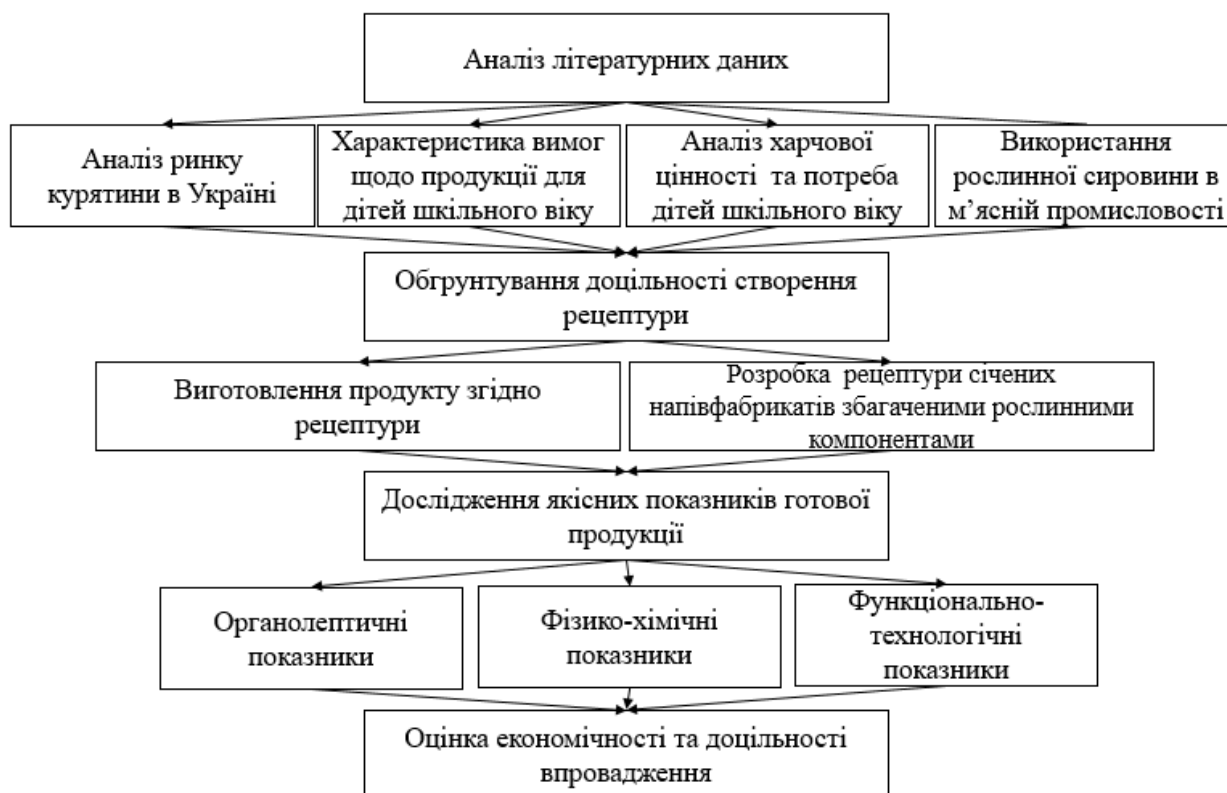 Аналіз літературних даних
Аналіз ринку
курятини в Україні
Характеристика вимог
щодо продукції для
дітей шкільного віку
Аналіз харчової
цінності та потреба
дітей шкільного віку
Використання
рослинної сировини в
м’ясній промисловості
Обгрунтування доцільності створення
рецептури
Виготовлення продукту згідно
рецептури
Розробка рецептури січених
напівфабрикатів збагаченими рослинними
компонентами
Дослідження якісних показників готової
продукції
Органолептичні
показники
Фізико-хімічні
показники
Функціонально-
технологічні
показники
Оцінка економічності та доцільності
впровадження